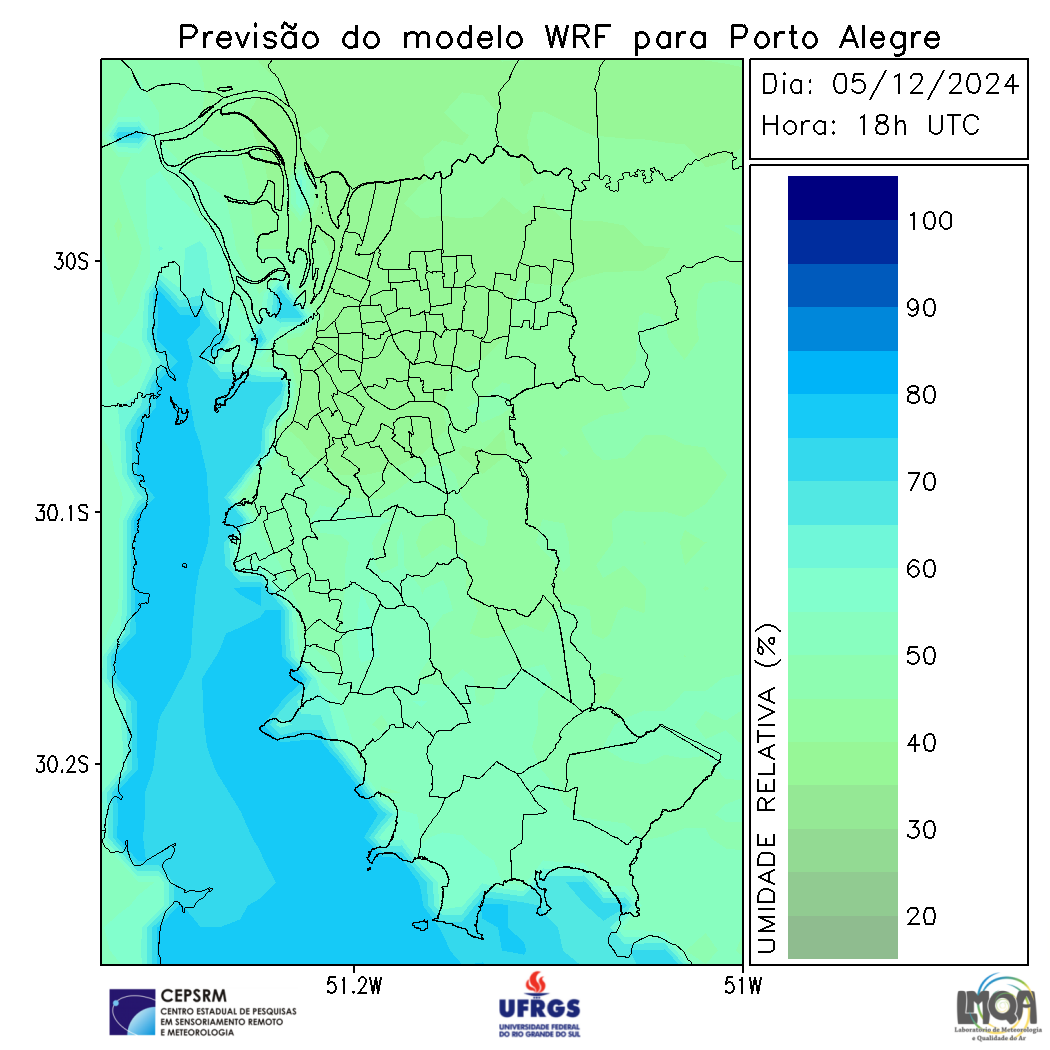 Previsão do modelo WRF para Porto Alegre
Dia: 05/12/2024
Hora: 18h UTC
30S
30.1S
30.2S
51.2W
51W
UMIDADE RELATIVA (%)
100
90
80
70
60
50
40
30
20
CEPSRM
CENTRO ESTADUAL DE PESQUISAS
EM SENSORIAMENTO REMOTO
E METEOROLOGIA
UFRGS
UNIVERSIDADE FEDERAL
DO RIO GRANDE DO SUL
LMQA
Laboratório de Meteorologia
e Qualidade do Ar